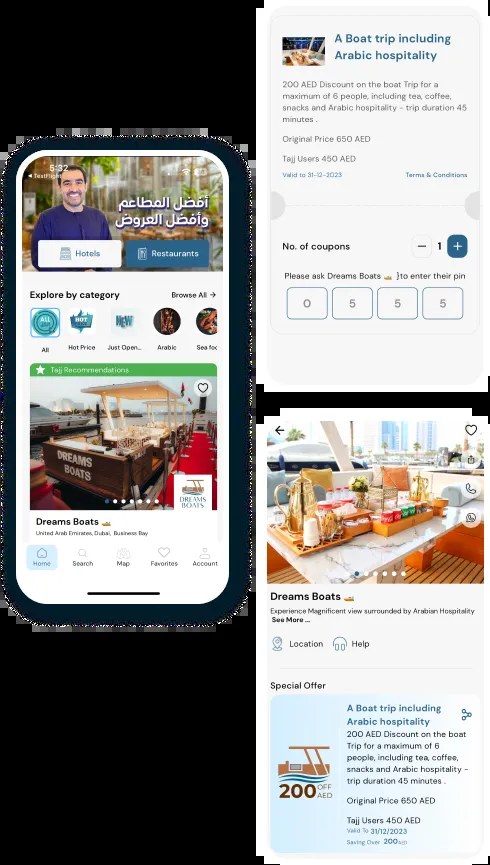 5:32
◀ TestFlight
أفضل المطاعم
وأفضل العروض
Hotels
Restaurants
Explore by category
Browse All →
ALL
HOT
PRICE
NEW
All
Hot Price
Just Open...
Arabic
Sea foo
Tajj Recommendations
DREAMS
BOATS
DREAMS
BOATS
Dreams Boats 🚤
United Arab Emirates, Dubai, Business Bay
Home
Search
Map
Favorites
Account
A Boat trip including
Arabic hospitality
200 AED Discount on the boat Trip for a
maximum of 6 people, including tea, coffee,
snacks and Arabic hospitality - trip duration 45
minutes .
Original Price 650 AED
Tajj Users 450 AED
Valid to 31-12-2023
Terms & Conditions
No. of coupons
− 1 +
Please ask Dreams Boats 🚤 }to enter their pin
0 5 5 5
Dreams Boats 🚤
Experience Magnificent view surrounded by Arabian Hospitality
See More ...
Location
Help
Special Offer
A Boat trip including
Arabic hospitality
200 AED Discount on the boat
Trip for a maximum of 6
people, including tea, coffee,
snacks and Arabic hospitality -
trip duration 45 minutes .
Original Price 650 AED
Tajj Users 450 AED
Valid To 31/12/2023
Saving Over 200 AED
200 OFF
AED